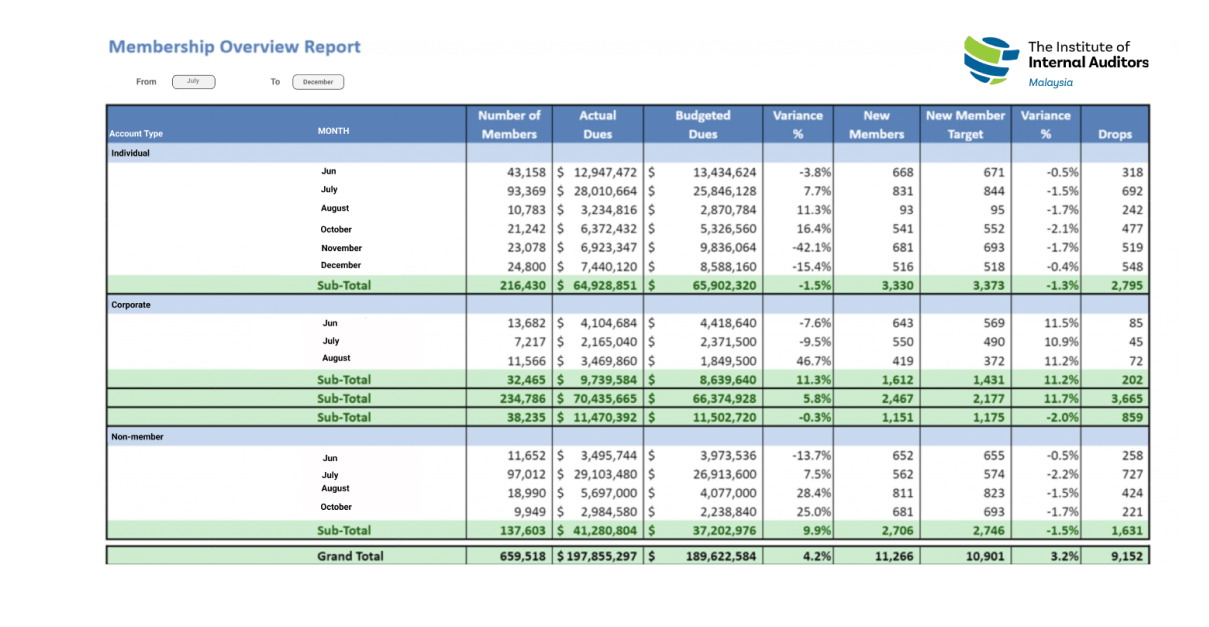 Membership Overview Report
The Institute of
Internal Auditors
Malaysia
From July To December
Account Type MONTH Number of Members Actual Dues Budgeted Dues Variance % New Members New Member Target Variance % Drops
Individual
Jun 43,158 $ 12,947,472 $ 13,434,624 -3.8% 668 671 -0.5% 318
July 93,369 $ 28,010,664 $ 25,846,128 7.7% 831 844 -1.5% 692
August 10,783 $ 3,234,816 $ 2,870,784 11.3% 93 95 -1.7% 242
October 21,242 $ 6,372,432 $ 5,326,560 16.4% 541 552 -2.1% 477
November 23,078 $ 6,923,347 $ 9,836,064 -42.1% 681 693 -1.7% 519
December 24,800 $ 7,440,120 $ 8,588,160 -15.4% 516 518 -0.4% 548
Sub-Total 216,430 $ 64,928,851 $ 65,902,320 -1.5% 3,330 3,373 -1.3% 2,795
Corporate
Jun 13,682 $ 4,104,684 $ 4,418,640 -7.6% 643 569 11.5% 85
July 7,217 $ 2,165,040 $ 2,371,500 -9.5% 550 490 10.9% 45
August 11,566 $ 3,469,860 $ 1,849,500 46.7% 419 372 11.2% 72
Sub-Total 32,465 $ 9,739,584 $ 8,639,640 11.3% 1,612 1,431 11.2% 202
Sub-Total 234,786 $ 70,435,665 $ 66,374,928 5.8% 2,467 2,177 11.7% 3,665
Sub-Total 38,235 $ 11,470,392 $ 11,502,720 -0.3% 1,151 1,175 -2.0% 859
Non-member
Jun 11,652 $ 3,495,744 $ 3,973,536 -13.7% 652 655 -0.5% 258
July 97,012 $ 29,103,480 $ 26,913,600 7.5% 562 574 -2.2% 727
August 18,990 $ 5,697,000 $ 4,077,000 28.4% 811 823 -1.5% 424
October 9,949 $ 2,984,580 $ 2,238,840 25.0% 681 693 -1.7% 221
Sub-Total 137,603 $ 41,280,804 $ 37,202,976 9.9% 2,706 2,746 -1.5% 1,631
Grand Total 659,518 $ 197,855,297 $ 189,622,584 4.2% 11,266 10,901 3.2% 9,152